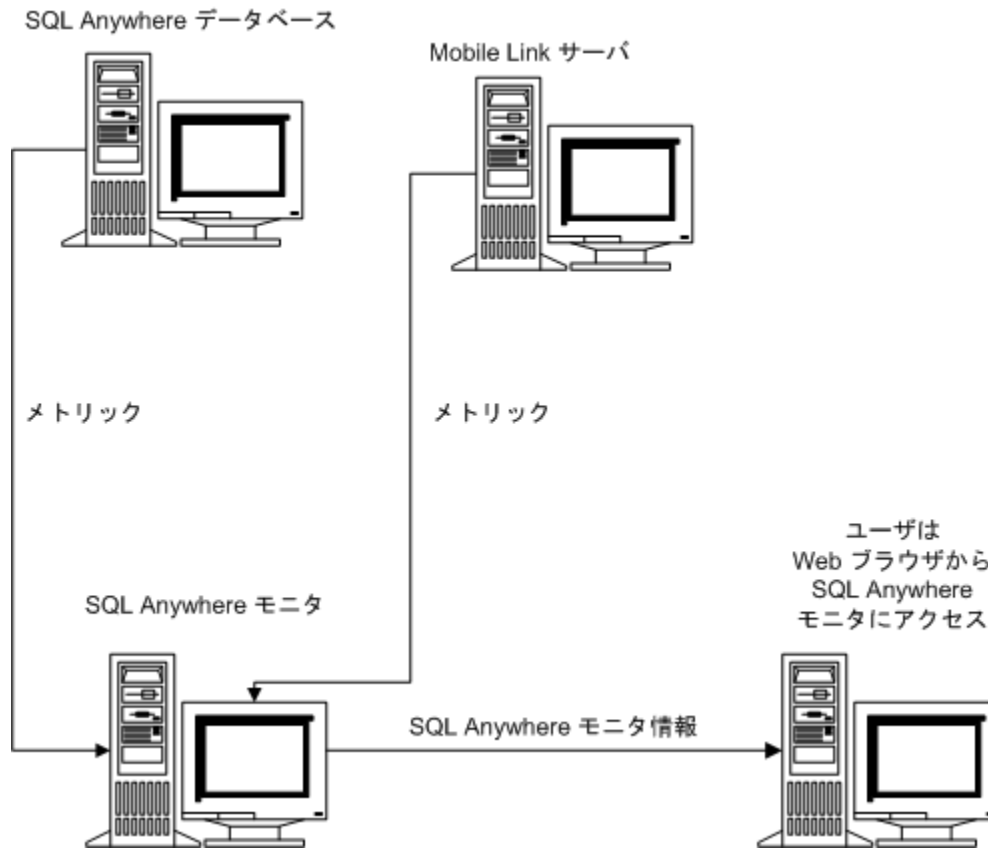 SQL Anywhere データベース
Mobile Link サーバ
メトリック
メトリック
ユーザは
Web ブラウザから
SQL Anywhere
モニタにアクセス
SQL Anywhere モニタ
SQL Anywhere モニタ情報